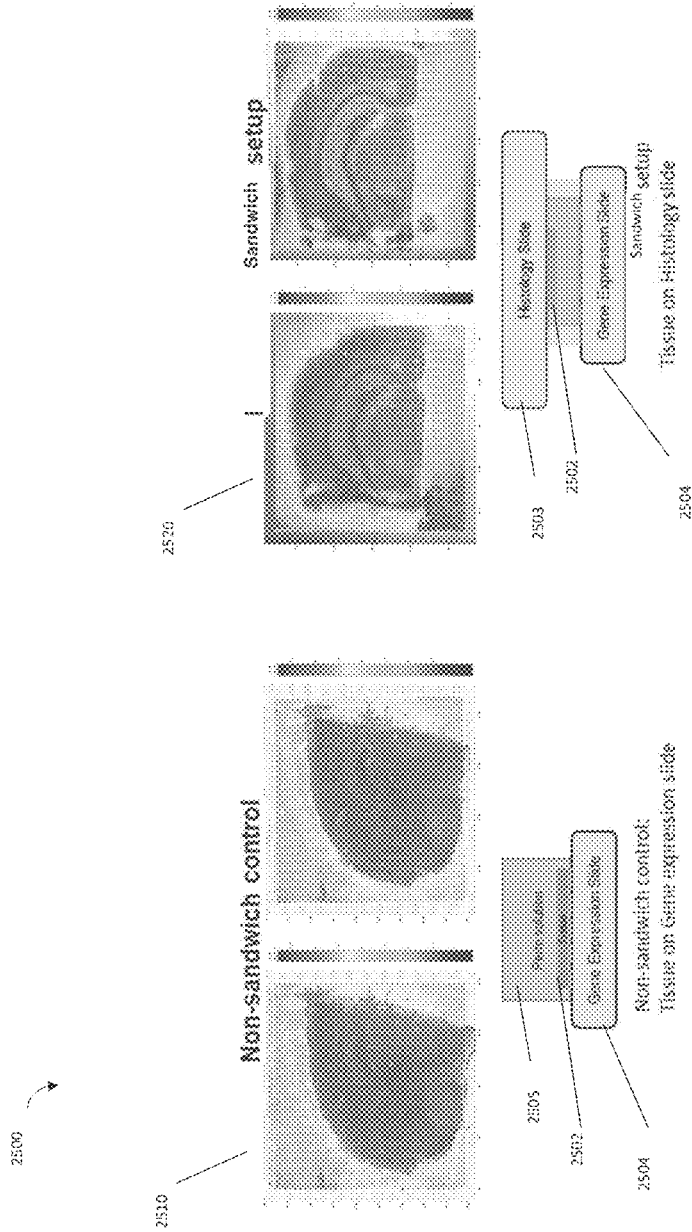 2500
2510
Non-sandwich control
2505
2502
2504
Gene Expression Slide
Non-sandwich control:
Tissue on Gene expression slide
2520
Sandwich setup
2503
2502
2504
Histology Slide
Gene Expression Slide
Sandwich setup
Tissue on Histology slide